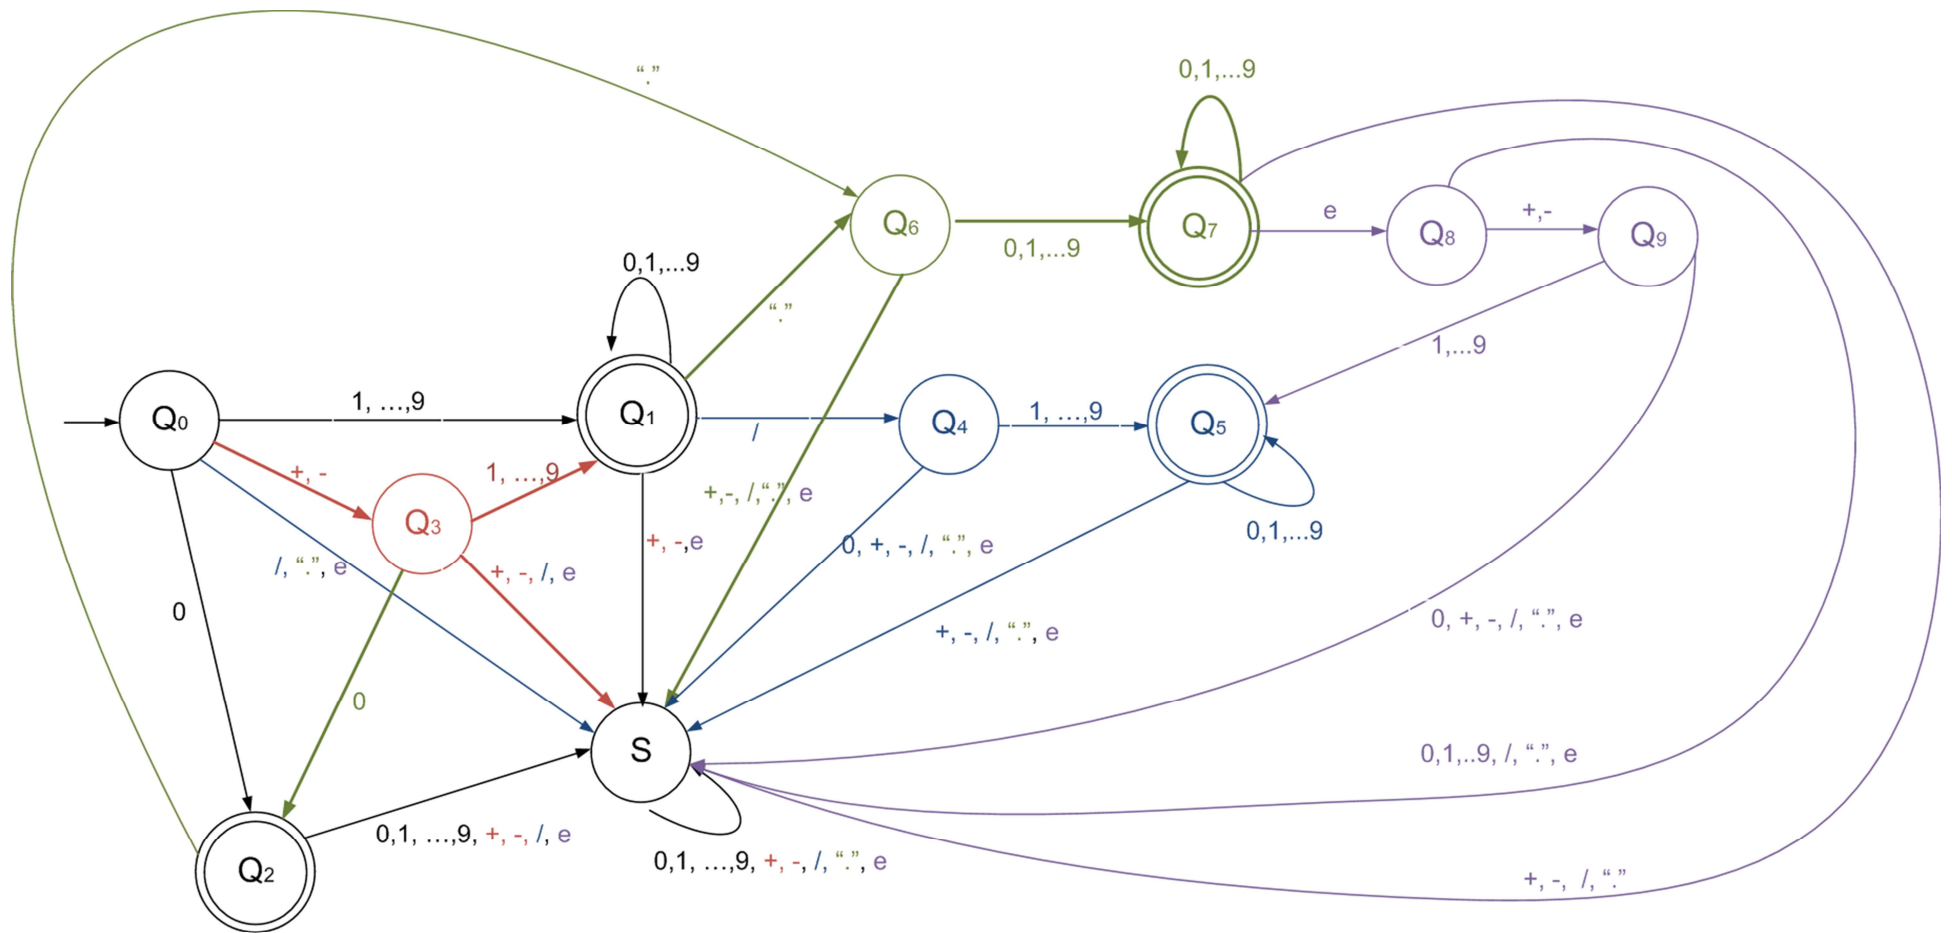 “.”
0,1,...9
Q6
Q7
e
Q8
+,-
Q9
0,1,...9
0,1,...9
“.”
1,...9
Q0
1, ...,9
Q1
/
Q4
1, ...,9
Q5
+, -
1, ...,9
Q3
+,-, /,“.”, e
0,1,...9
+, -,e
0, +, -, /, “.”, e
/, “.”, e
+, -, /, e
0
+, -, /, “.”, e
0, +, -, /, “.”, e
0
S
0,1,..9, /, “.”, e
0,1, ...,9, +, -, /, e
0,1, ...,9, +, -, /, “.”, e
Q2
+, -, /, “.”